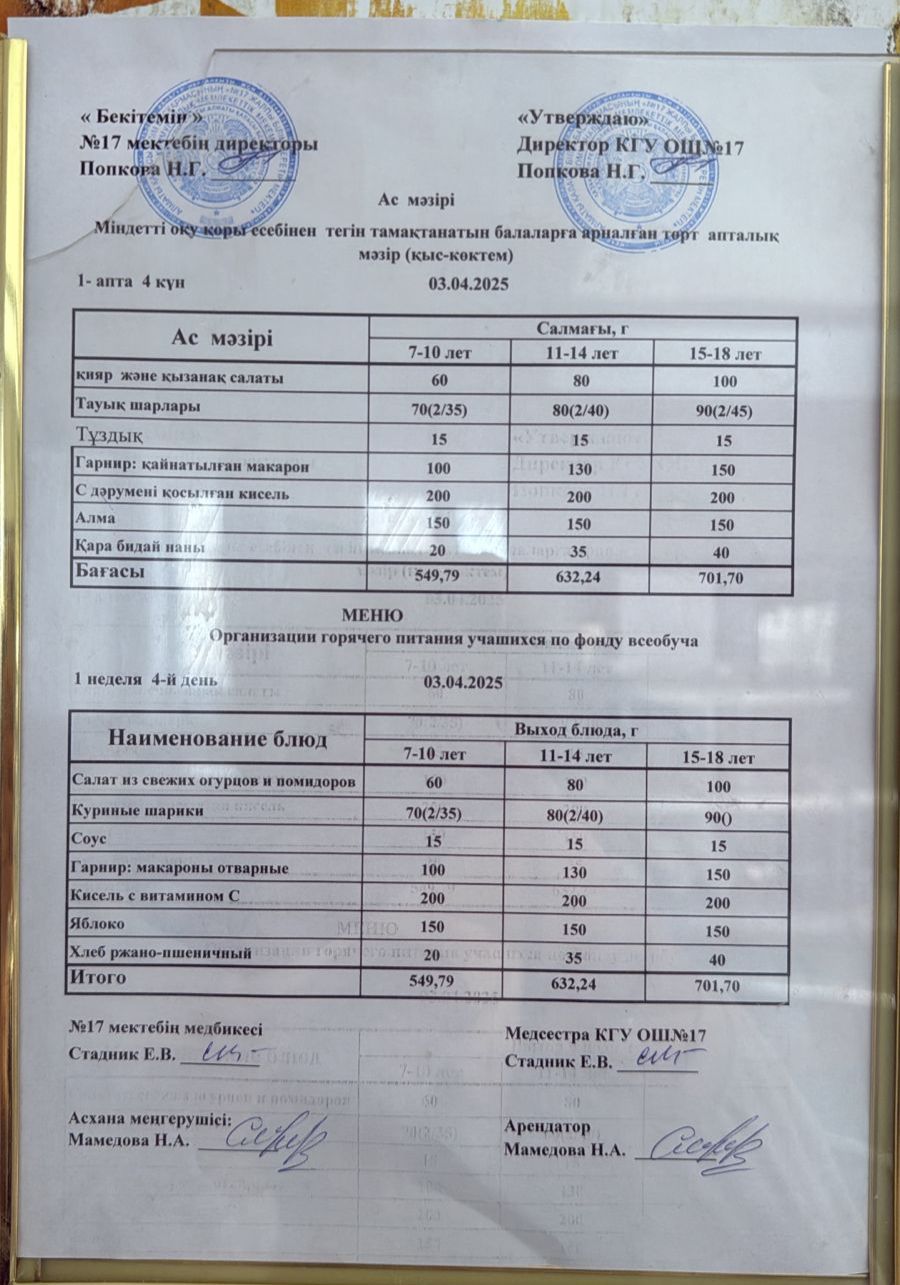 « Бекітемін »
№17 мектебің директоры
Попкова Н.Г.
«Утверждаю»
Директор КГУ ОШ№17
Попкова Н.Г.
Ас мәзірі
Міндетті оқу қоры есебінен тегін тамақтанатын балаларға арналған төрт апталық
мәзір (қыс-көктем)
1- апта 4 күн 03.04.2025
Ас мәзірі Салмағы, г
7-10 лет 11-14 лет 15-18 лет
қияр және қызанақ салаты 60 80 100
Тауық шарлары 70(2/35) 80(2/40) 90(2/45)
Тұздық 15 15 15
Гарнир: қайнатылған макарон 100 130 150
С дәрумені қосылған кисель 200 200 200
Алма 150 150 150
Қара бидай наны 20 35 40
Бағасы 549,79 632,24 701,70
МЕНЮ
Организации горячего питания учашихся по фонду всеобуча
1 неделя 4-й день 03.04.2025
Наименование блюд Выход блюда, г
7-10 лет 11-14 лет 15-18 лет
Салат из свежих огурцов и помидоров 60 80 100
Куриные шарики 70(2/35) 80(2/40) 90()
Соус 15 15 15
Гарнир: макароны отварные 100 130 150
Кисель с витамином С 200 200 200
Яблоко 150 150 150
Хлеб ржано-пшеничный 20 35 40
Итого 549,79 632,24 701,70
№17 мектебің медбикесі
Стадник Е.В.
Медсестра КГУ ОШ№17
Стадник Е.В.
Асхана меңгерушісі:
Мамедова Н.А.
Арендатор
Мамедова Н.А.